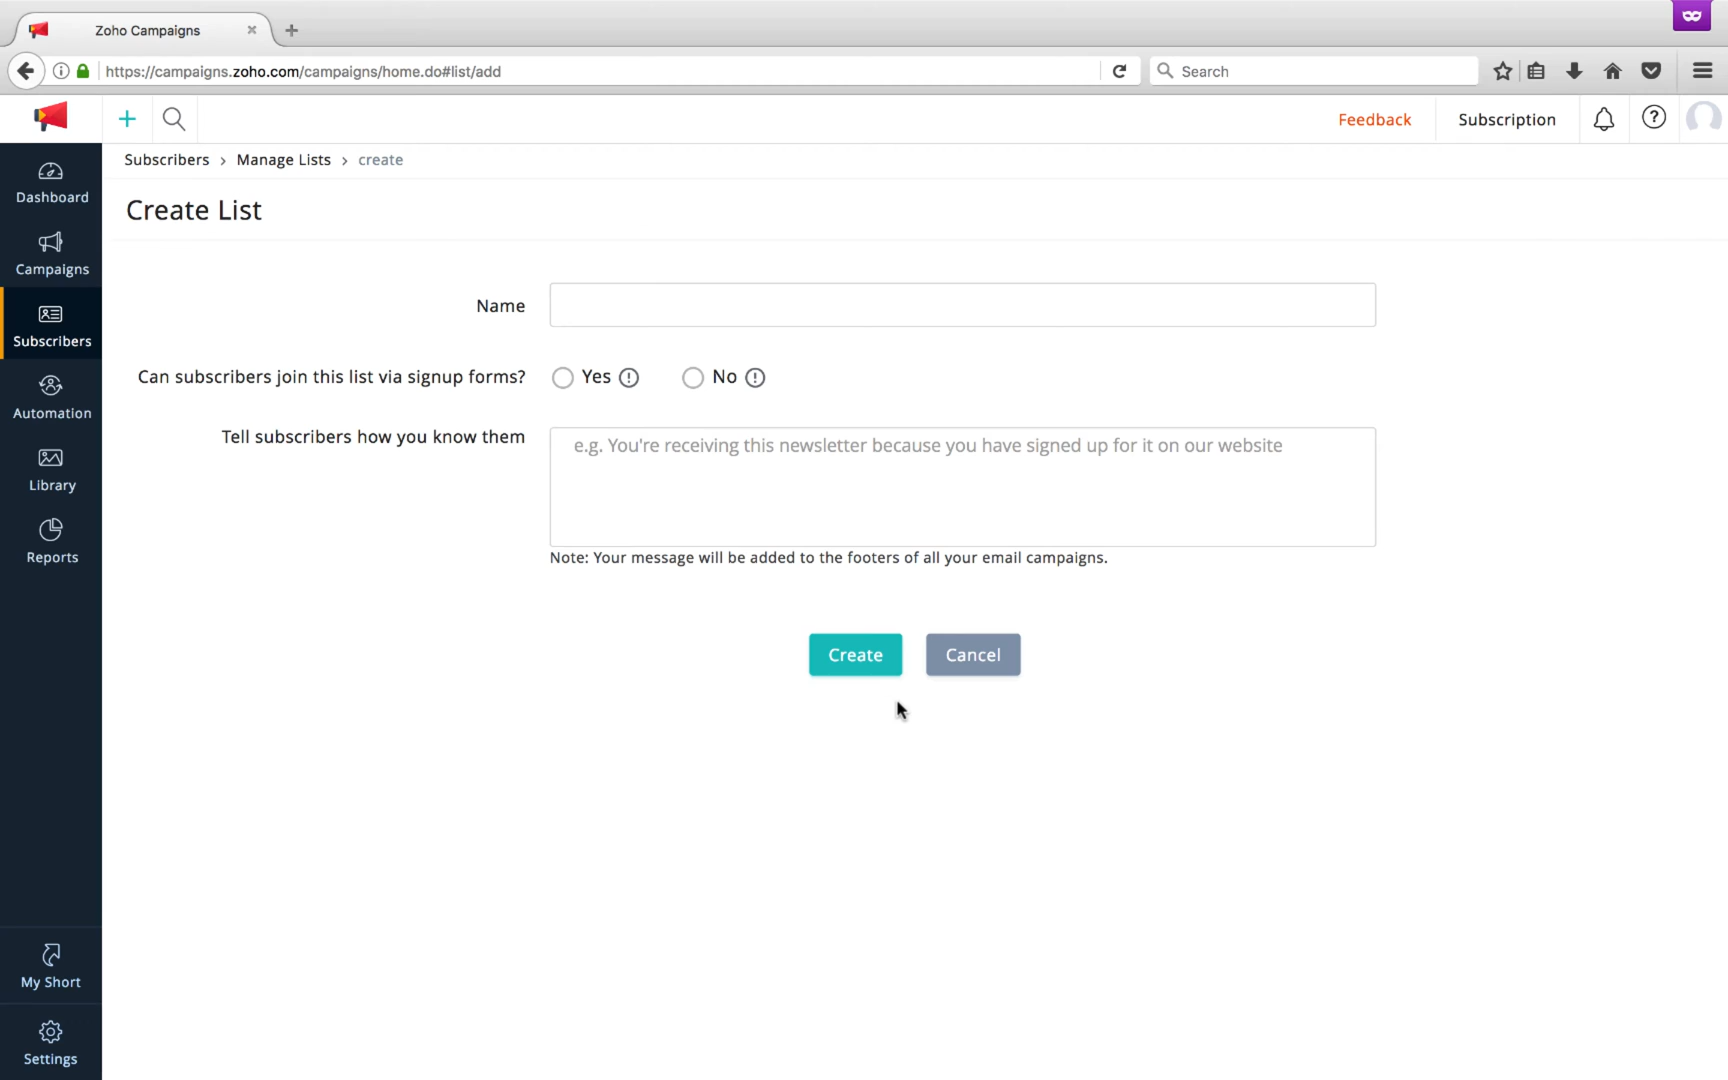 Zoho Campaigns
https://campaigns.zoho.com/campaigns/home.do#list/add
Search
Feedback
Subscription
Subscribers › Manage Lists › create
Create List
Dashboard
Campaigns
Subscribers
Automation
Library
Reports
My Short
Settings
Name
Can subscribers join this list via signup forms? Yes No
Tell subscribers how you know them
e.g. You're receiving this newsletter because you have signed up for it on our website
Note: Your message will be added to the footers of all your email campaigns.
Create Cancel